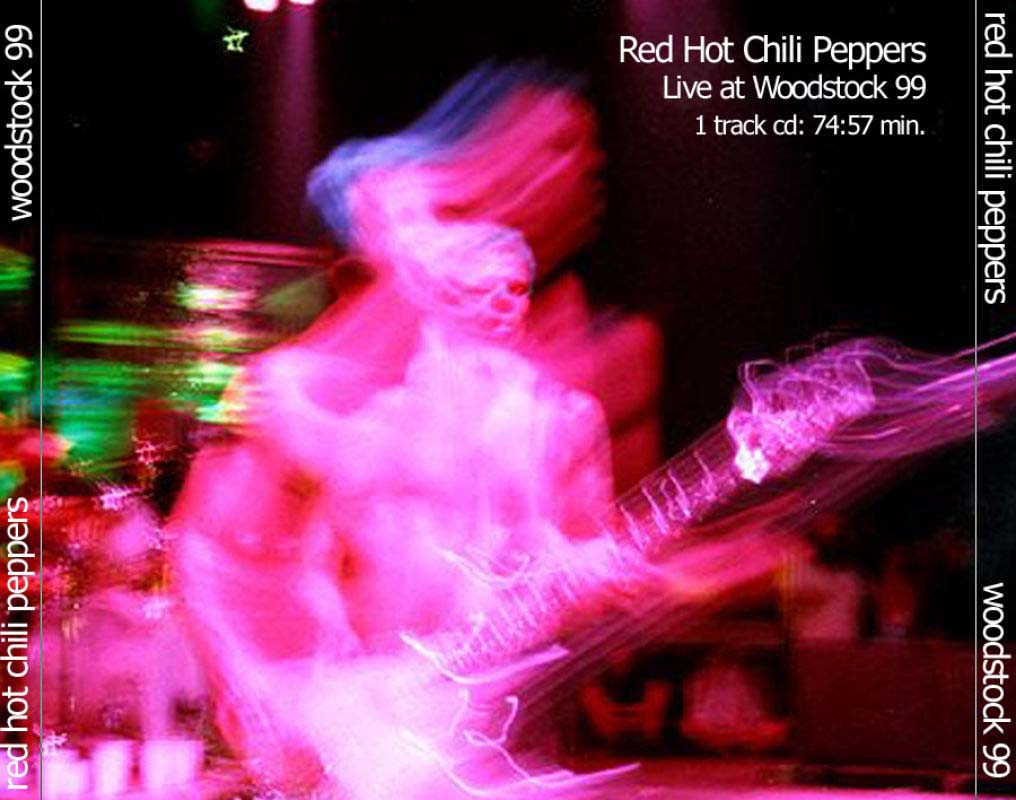 Red Hot Chili Peppers
Live at Woodstock 99
1 track cd: 74:57 min.
woodstock 99
red hot chili peppers
red hot chili peppers
woodstock 99